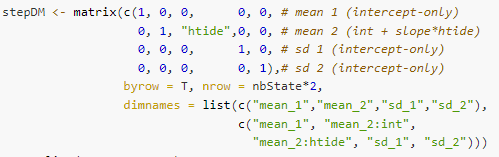 stepDM <- matrix(c(1, 0, 0, 0, 0, # mean 1 (intercept-only)
0, 1, "htide",0, 0, # mean 2 (int + slope*htide)
0, 0, 0, 1, 0, # sd 1 (intercept-only)
0, 0, 0, 0, 1),# sd 2 (intercept-only)
byrow = T, nrow = nbState*2,
dimnames = list(c("mean_1","mean_2","sd_1","sd_2"),
c("mean_1", "mean_2:int",
"mean_2:htide", "sd_1", "sd_2")))